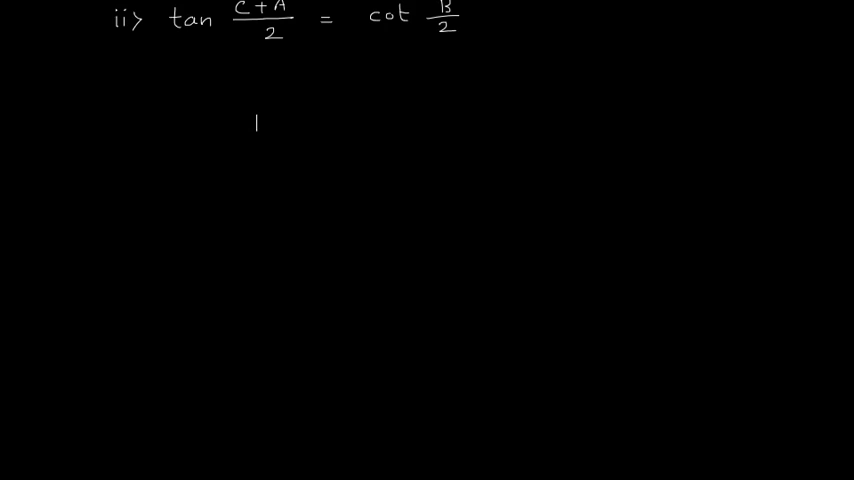 ii> tan C+A/2 = cot B/2